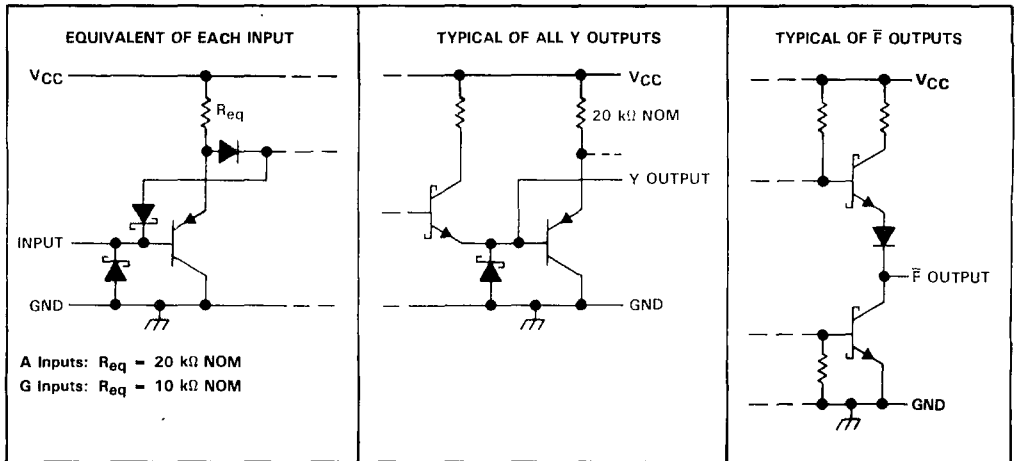 EQUIVALENT OF EACH INPUT
VCC
Req
INPUT
GND
A Inputs: Req = 20 kΩ NOM
G Inputs: Req = 10 kΩ NOM
TYPICAL OF ALL Y OUTPUTS
VCC
20 kΩ NOM
Y OUTPUT
GND
TYPICAL OF F̅ OUTPUTS
VCC
F̅ OUTPUT
GND